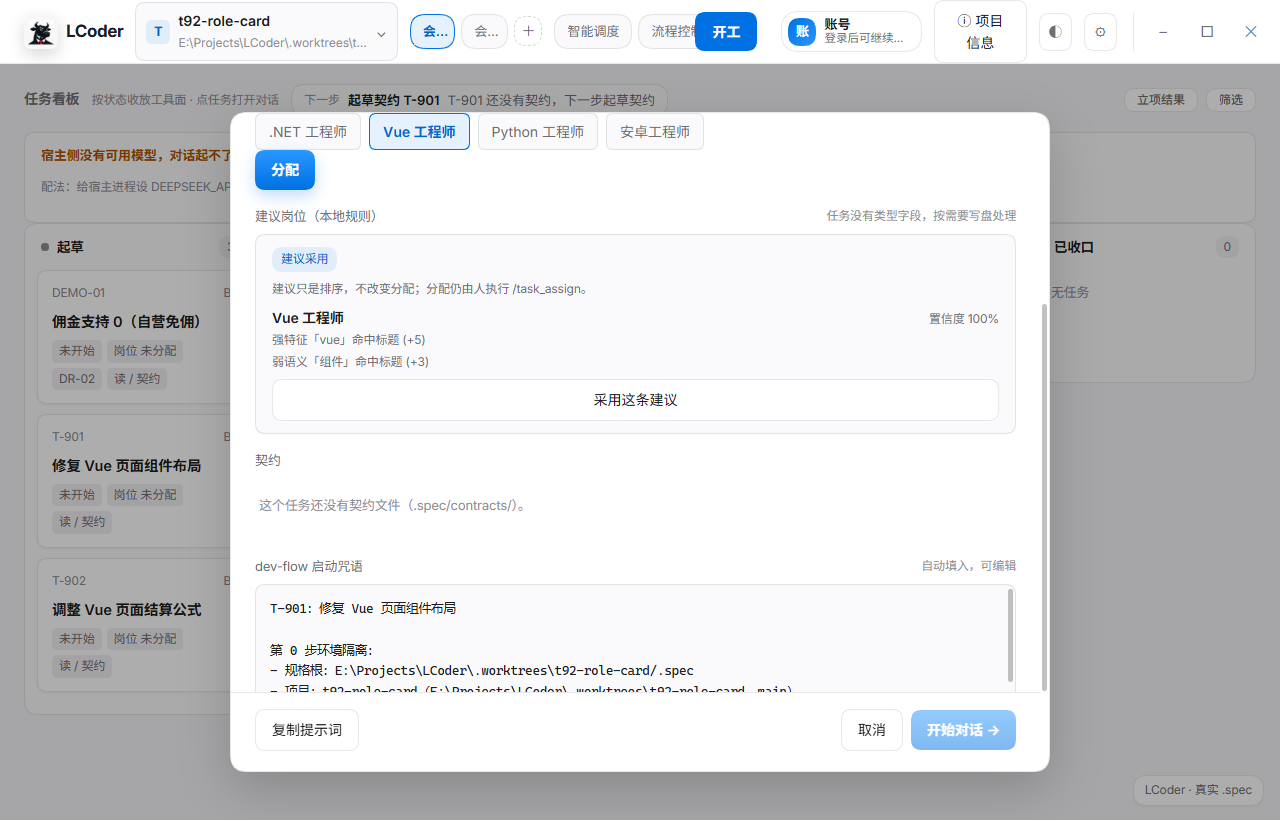 LCoder
T
t92-role-card
E:\Projects\LCoder\.worktrees\t...
会...
会...
+
智能调度
流程控制
开工
账
账号
登录后可继续...
项目信息
任务看板
按状态收放工具面 · 点任务打开对话
下一步 起草契约 T-901 T-901 还没有契约，下一步起草契约
立项结果
筛选
宿主侧没有可用模型，对话起不了
配法：给宿主进程设 DEEPSEEK_AP
起草
DEMO-01
佣金支持 0（自营免佣）
未开始
岗位 未分配
DR-02
读 / 契约
T-901
修复 Vue 页面组件布局
未开始
岗位 未分配
读 / 契约
T-902
调整 Vue 页面结算公式
未开始
岗位 未分配
读 / 契约
.NET 工程师
Vue 工程师
Python 工程师
安卓工程师
分配
建议岗位（本地规则）
任务没有类型字段，按需要写盘处理
建议采用
建议只是排序，不改变分配；分配仍由人执行 /task_assign。
Vue 工程师
置信度 100%
强特征「vue」命中标题 (+5)
弱语义「组件」命中标题 (+3)
采用这条建议
契约
这个任务还没有契约文件（.spec/contracts/）。
dev-flow 启动咒语
自动填入，可编辑
T-901: 修复 Vue 页面组件布局
第 0 步环境隔离:
- 规格根: E:\Projects\LCoder\.worktrees\t92-role-card/.spec
- 项目: t92-role-card (E:\Projects\LCoder\.worktrees\t92-role-card, main)
复制提示词
取消
开始对话 →
已收口
0
无任务
LCoder · 真实 .spec